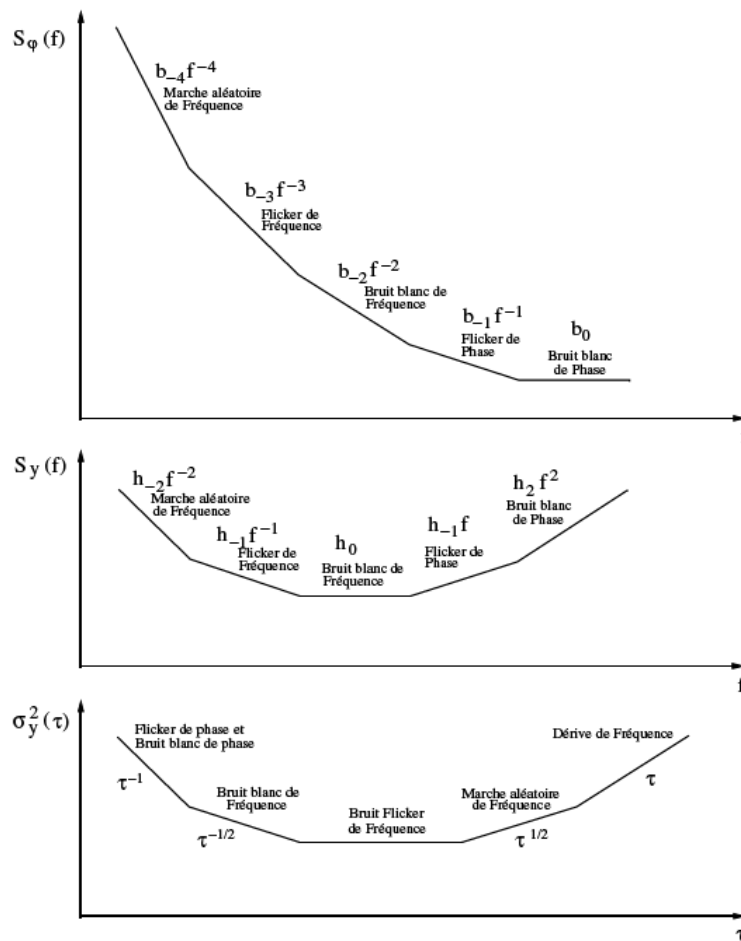 S_φ(f)
b_{-4}f^{-4}
Marche aléatoire
de Fréquence
b_{-3}f^{-3}
Flicker de
Fréquence
b_{-2}f^{-2}
Bruit blanc de
Fréquence
b_{-1}f^{-1}
Flicker de
Phase
b_0
Bruit blanc
de Phase
S_y(f)
h_{-2}f^{-2}
Marche aléatoire
de Fréquence
h_{-1}f^{-1}
Flicker de
Fréquence
h_0
Bruit blanc de
Fréquence
h_{-1}f
Flicker de
Phase
h_2f^2
Bruit blanc
de Phase
f
σ_y^2(τ)
Flicker de phase et
Bruit blanc de phase
τ^{-1}
Bruit blanc de
Fréquence
τ^{-1/2}
Bruit Flicker
de Fréquence
Marche aléatoire
de Fréquence
τ^{1/2}
Dérive de Fréquence
τ
τ